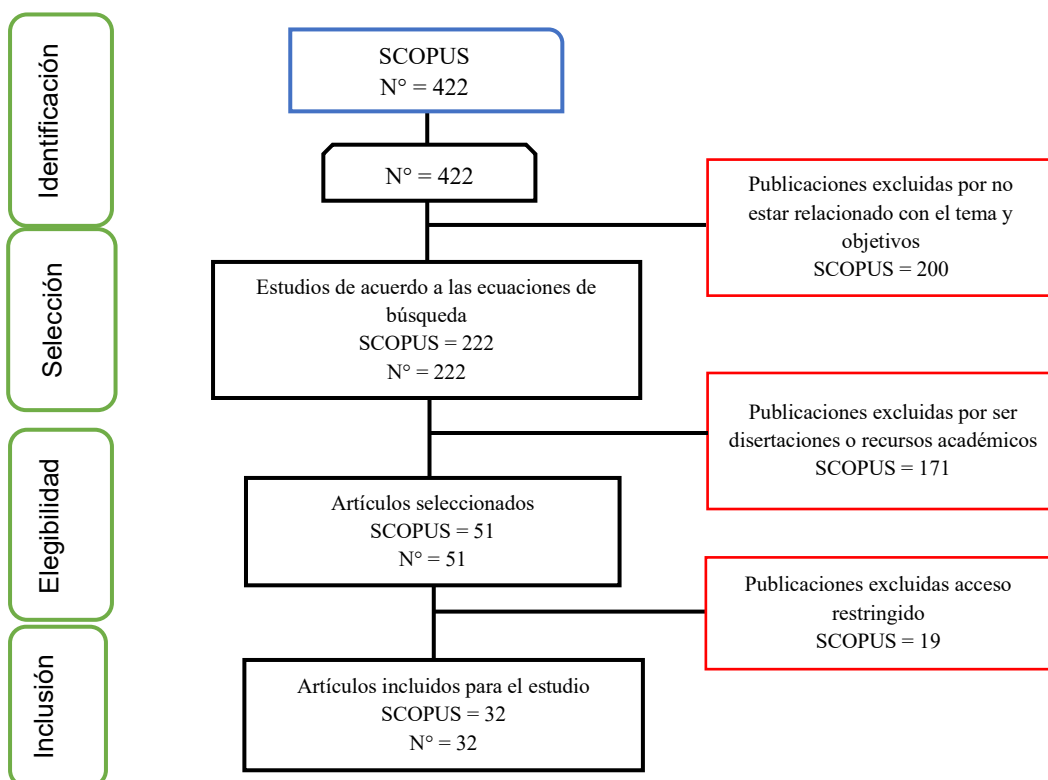 Identificación
SCOPUS
N° = 422
N° = 422
Publicaciones excluidas por no
estar relacionado con el tema y
objetivos
SCOPUS = 200
Selección
Estudios de acuerdo a las ecuaciones de
búsqueda
SCOPUS = 222
N° = 222
Publicaciones excluidas por ser
disertaciones o recursos académicos
SCOPUS = 171
Elegibilidad
Artículos seleccionados
SCOPUS = 51
N° = 51
Publicaciones excluidas acceso
restringido
SCOPUS = 19
Inclusión
Artículos incluidos para el estudio
SCOPUS = 32
N° = 32